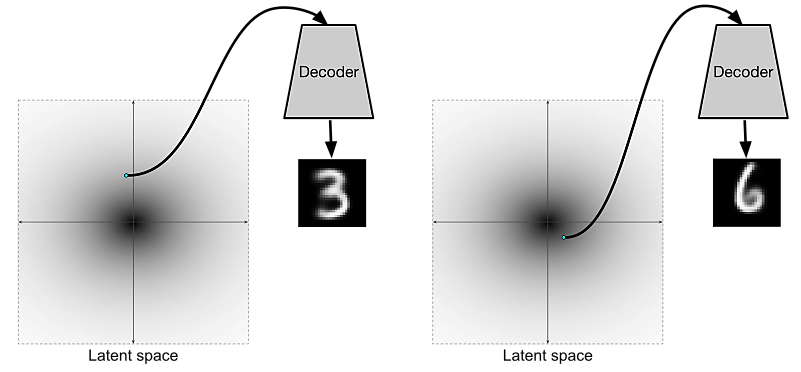 Decoder
3
Latent space
Decoder
6
Latent space